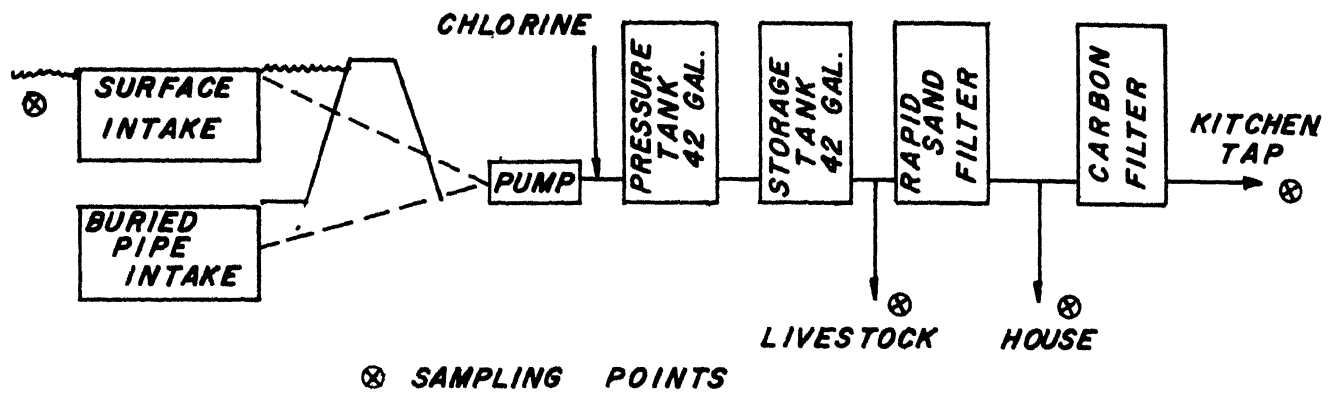 CHLORINE
SURFACE
INTAKE
BURIED
PIPE
INTAKE
PUMP
PRESSURE
TANK
42 GAL.
STORAGE
TANK
42 GAL.
RAPID
SAND
FILTER
CARBON
FILTER
KITCHEN
TAP
LIVESTOCK
HOUSE
SAMPLING POINTS